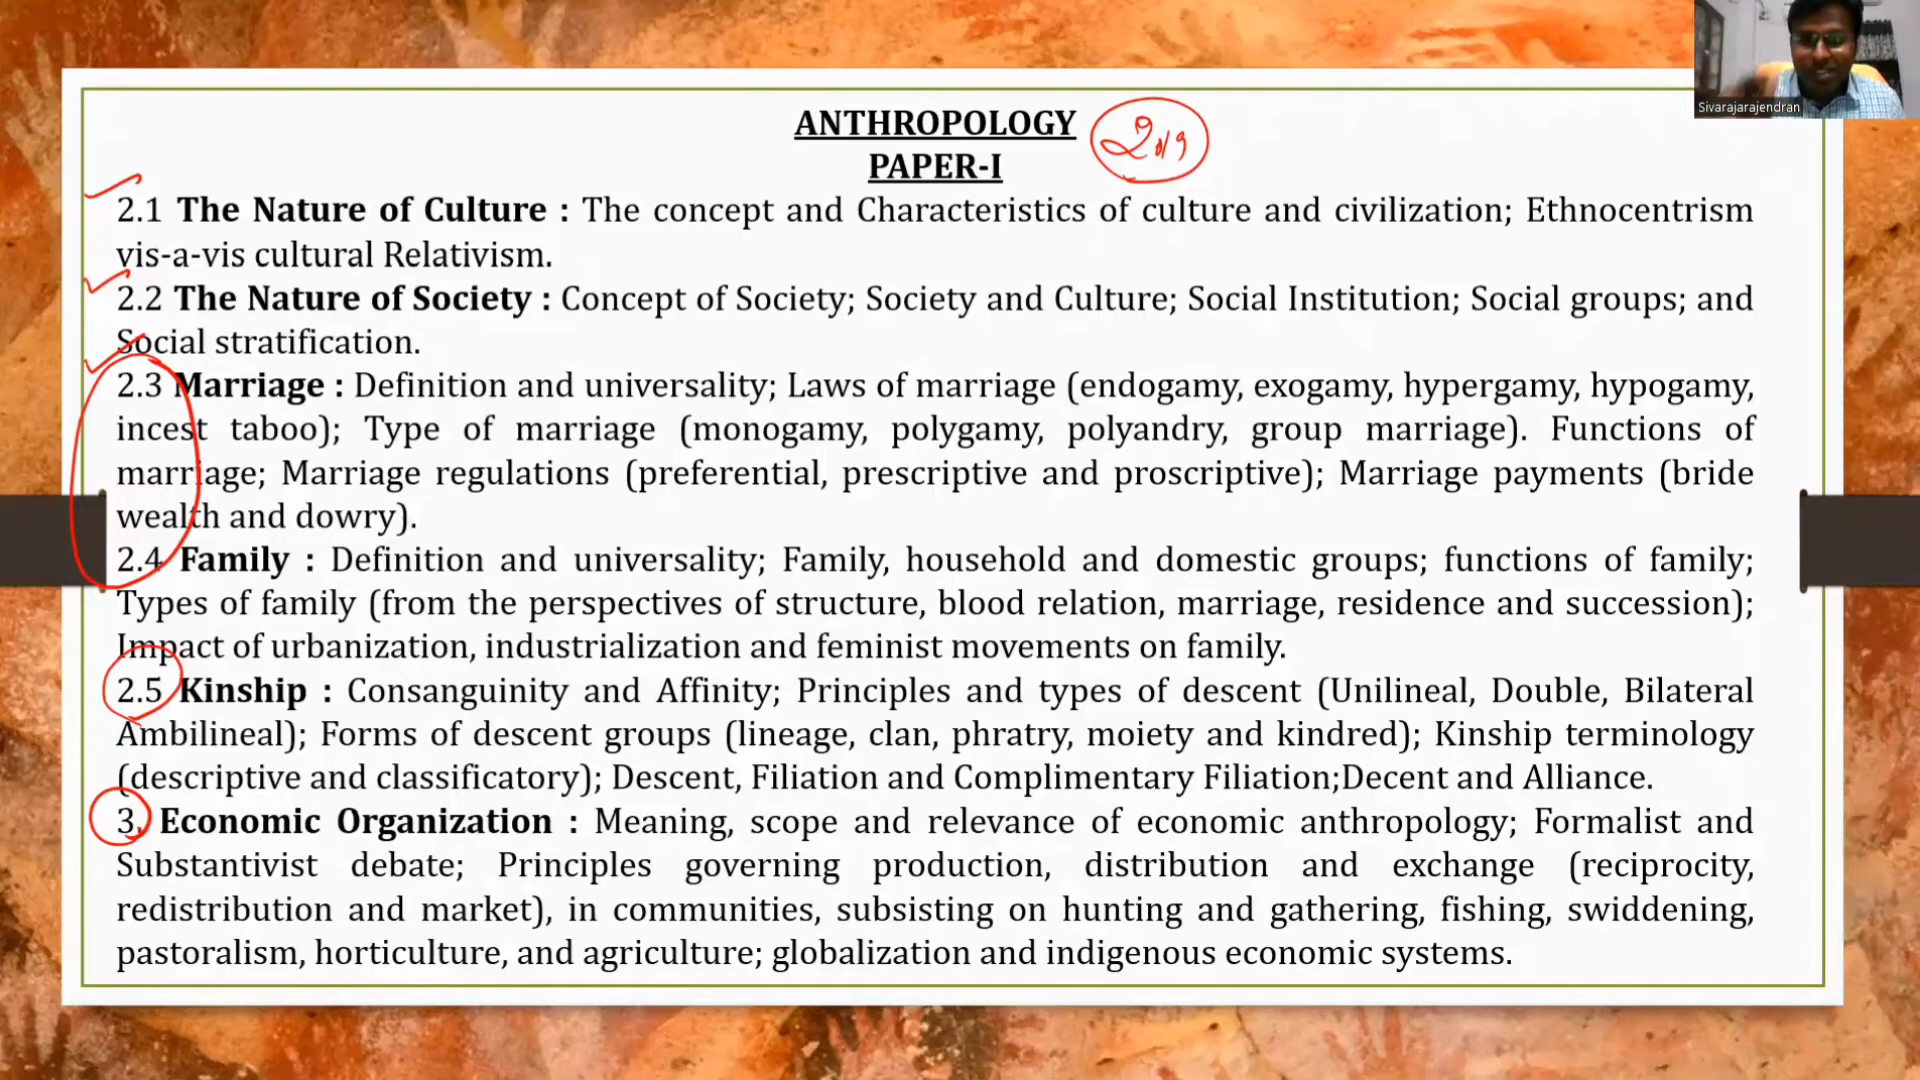 Sivarajarajendran
ANTHROPOLOGY
2019
PAPER-I
2.1 The Nature of Culture : The concept and Characteristics of culture and civilization; Ethnocentrism
vis-a-vis cultural Relativism.
2.2 The Nature of Society : Concept of Society; Society and Culture; Social Institution; Social groups; and
Social stratification.
2.3 Marriage : Definition and universality; Laws of marriage (endogamy, exogamy, hypergamy, hypogamy,
incest taboo); Type of marriage (monogamy, polygamy, polyandry, group marriage). Functions of
marriage; Marriage regulations (preferential, prescriptive and proscriptive); Marriage payments (bride
wealth and dowry).
2.4 Family : Definition and universality; Family, household and domestic groups; functions of family;
Types of family (from the perspectives of structure, blood relation, marriage, residence and succession);
Impact of urbanization, industrialization and feminist movements on family.
2.5 Kinship : Consanguinity and Affinity; Principles and types of descent (Unilineal, Double, Bilateral
Ambilineal); Forms of descent groups (lineage, clan, phratry, moiety and kindred); Kinship terminology
(descriptive and classificatory); Descent, Filiation and Complimentary Filiation;Decent and Alliance.
3. Economic Organization : Meaning, scope and relevance of economic anthropology; Formalist and
Substantivist debate; Principles governing production, distribution and exchange (reciprocity,
redistribution and market), in communities, subsisting on hunting and gathering, fishing, swiddening,
pastoralism, horticulture, and agriculture; globalization and indigenous economic systems.